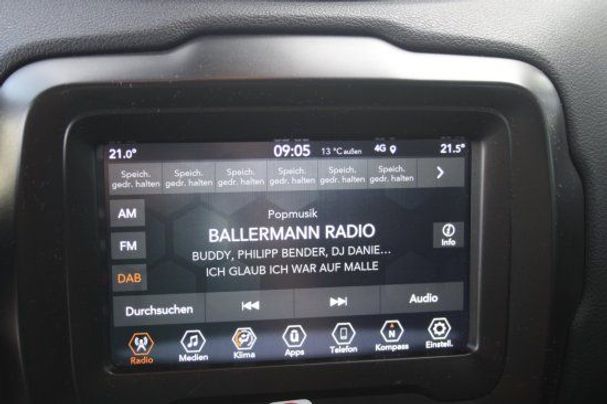 21.0° 09:05 13 °C außen 4G 21.5°
Speich. Speich. Speich. Speich. Speich. Speich.
gedr. halten gedr. halten gedr. halten gedr. halten gedr. halten gedr. halten
AM
Popmusik
BALLERMANN RADIO
FM
BUDDY, PHILIPP BENDER, DJ DANIE...
Info
ICH GLAUB ICH WAR AUF MALLE
DAB
Durchsuchen Audio
Radio Medien Klima Apps Telefon Kompass Einstell.